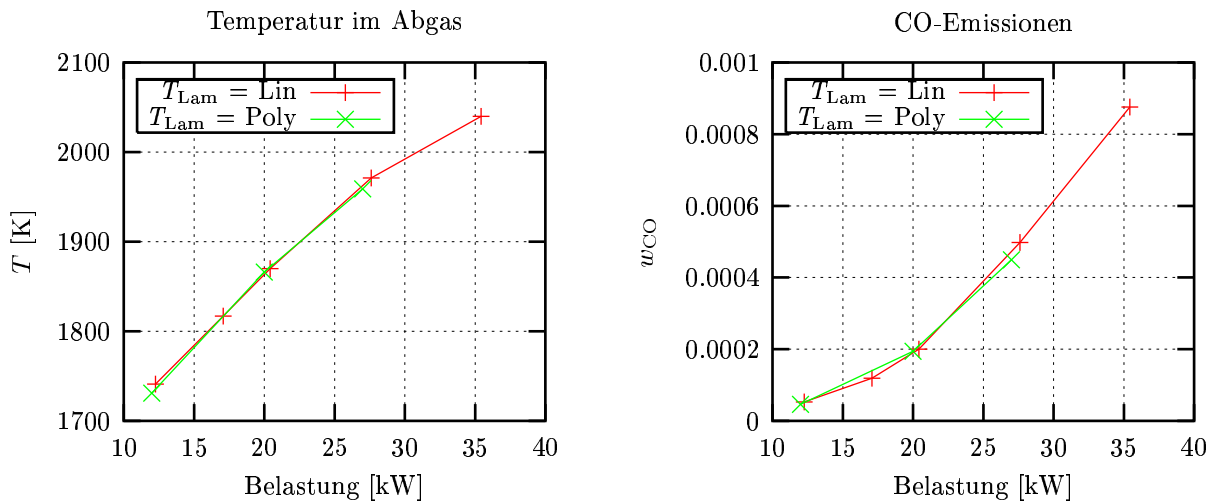 Temperatur im Abgas
2100
2000
1900
1800
1700
T [K]
T_Lam = Lin
T_Lam = Poly
10 15 20 25 30 35 40
Belastung [kW]
CO-Emissionen
0.001
0.0008
0.0006
0.0004
0.0002
0
w_CO
T_Lam = Lin
T_Lam = Poly
10 15 20 25 30 35 40
Belastung [kW]